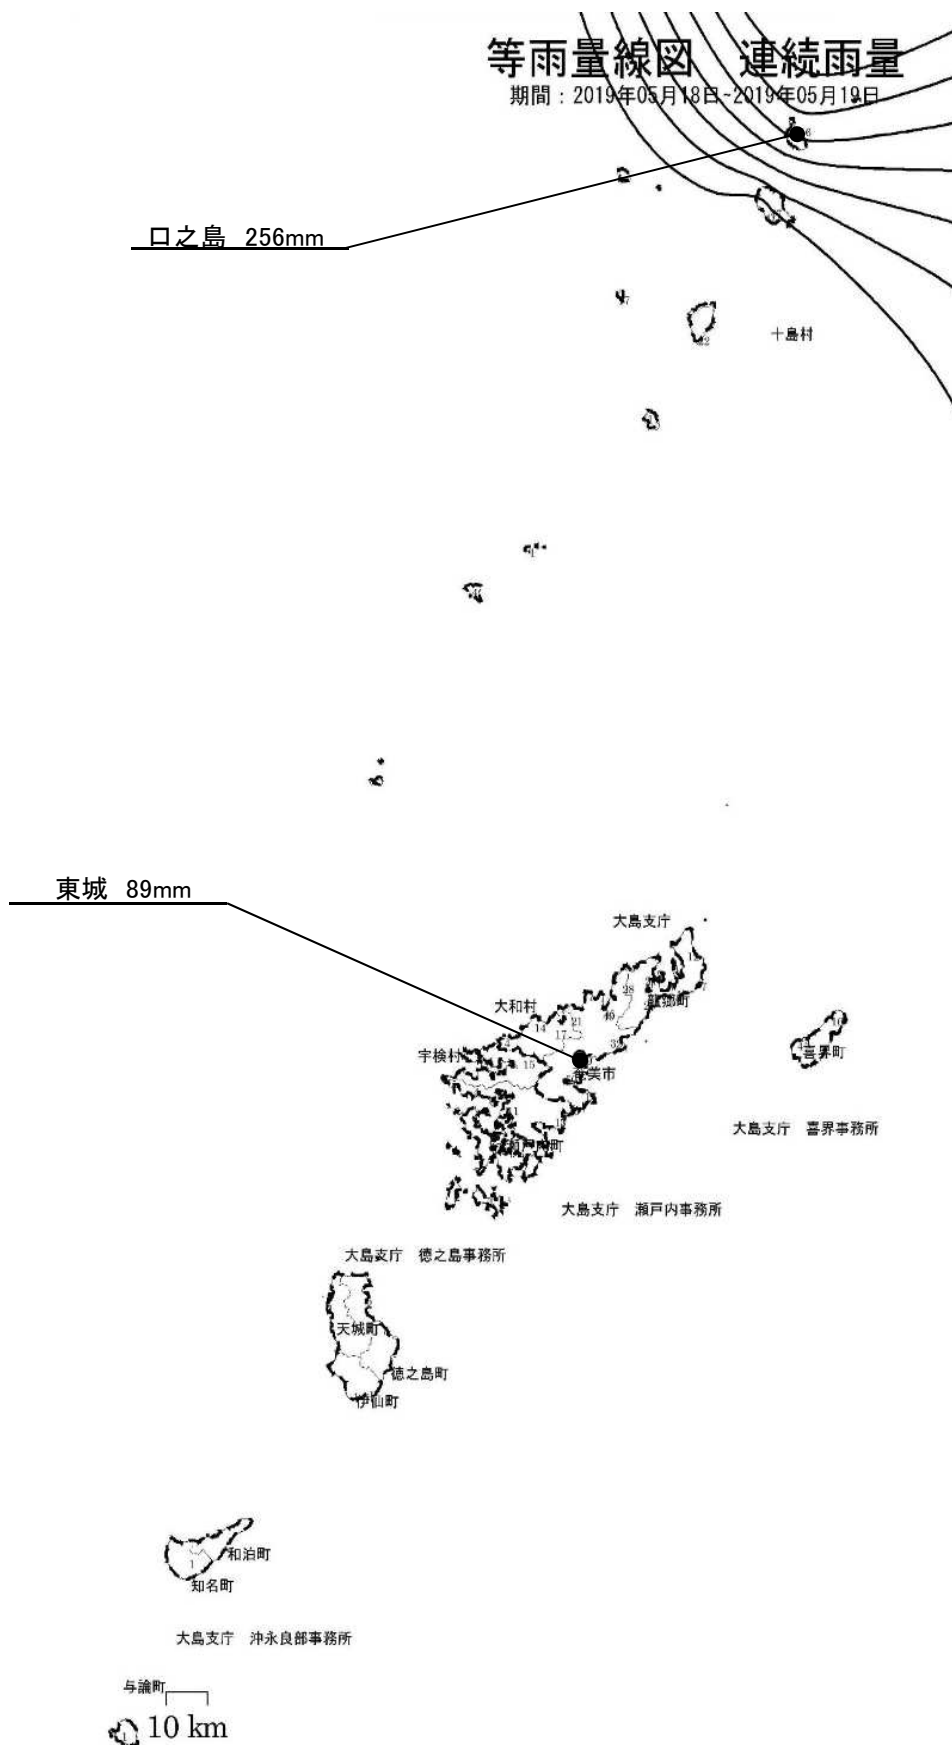 等雨量線図　連続雨量
期間：2019年05月18日~2019年05月19日
口之島 256mm
十島村
東城 89mm
大島支庁
大和村
龍郷町
宇検村
喜界町
奄美市
大島支庁　喜界事務所
大島支庁　瀬戸内事務所
大島支庁　徳之島事務所
天城町
徳之島町
伊仙町
和泊町
知名町
大島支庁　沖永良部事務所
与論町
10 km